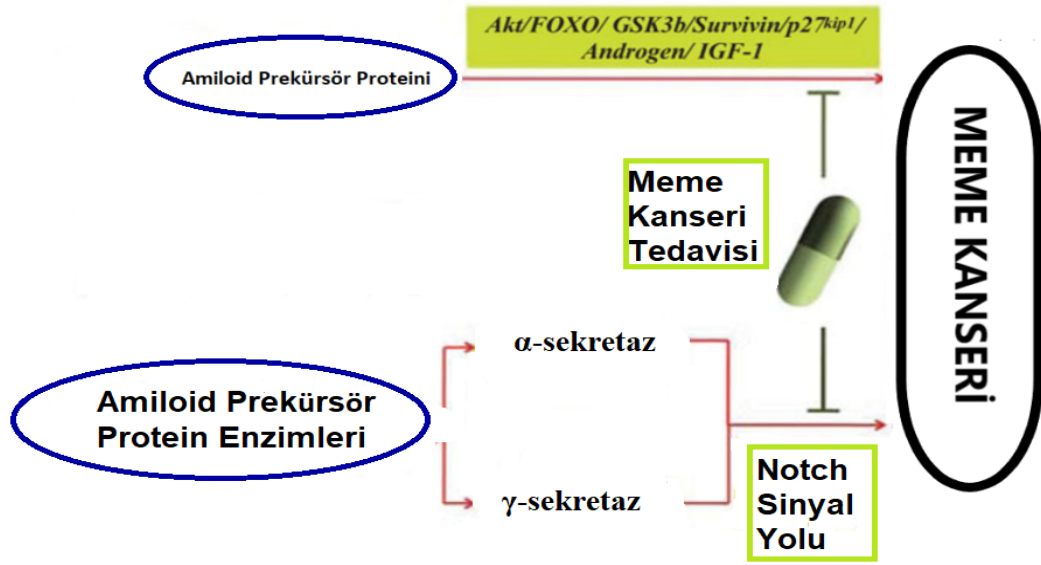 Akt/FOXO/ GSK3b/Survivin/p27kip1/
Androgen/ IGF-1
Amiloid Prekürsör Proteini
Meme
Kanseri
Tedavisi
MEME KANSERİ
α-sekretaz
Amiloid Prekürsör
Protein Enzimleri
γ-sekretaz
Notch
Sinyal
Yolu